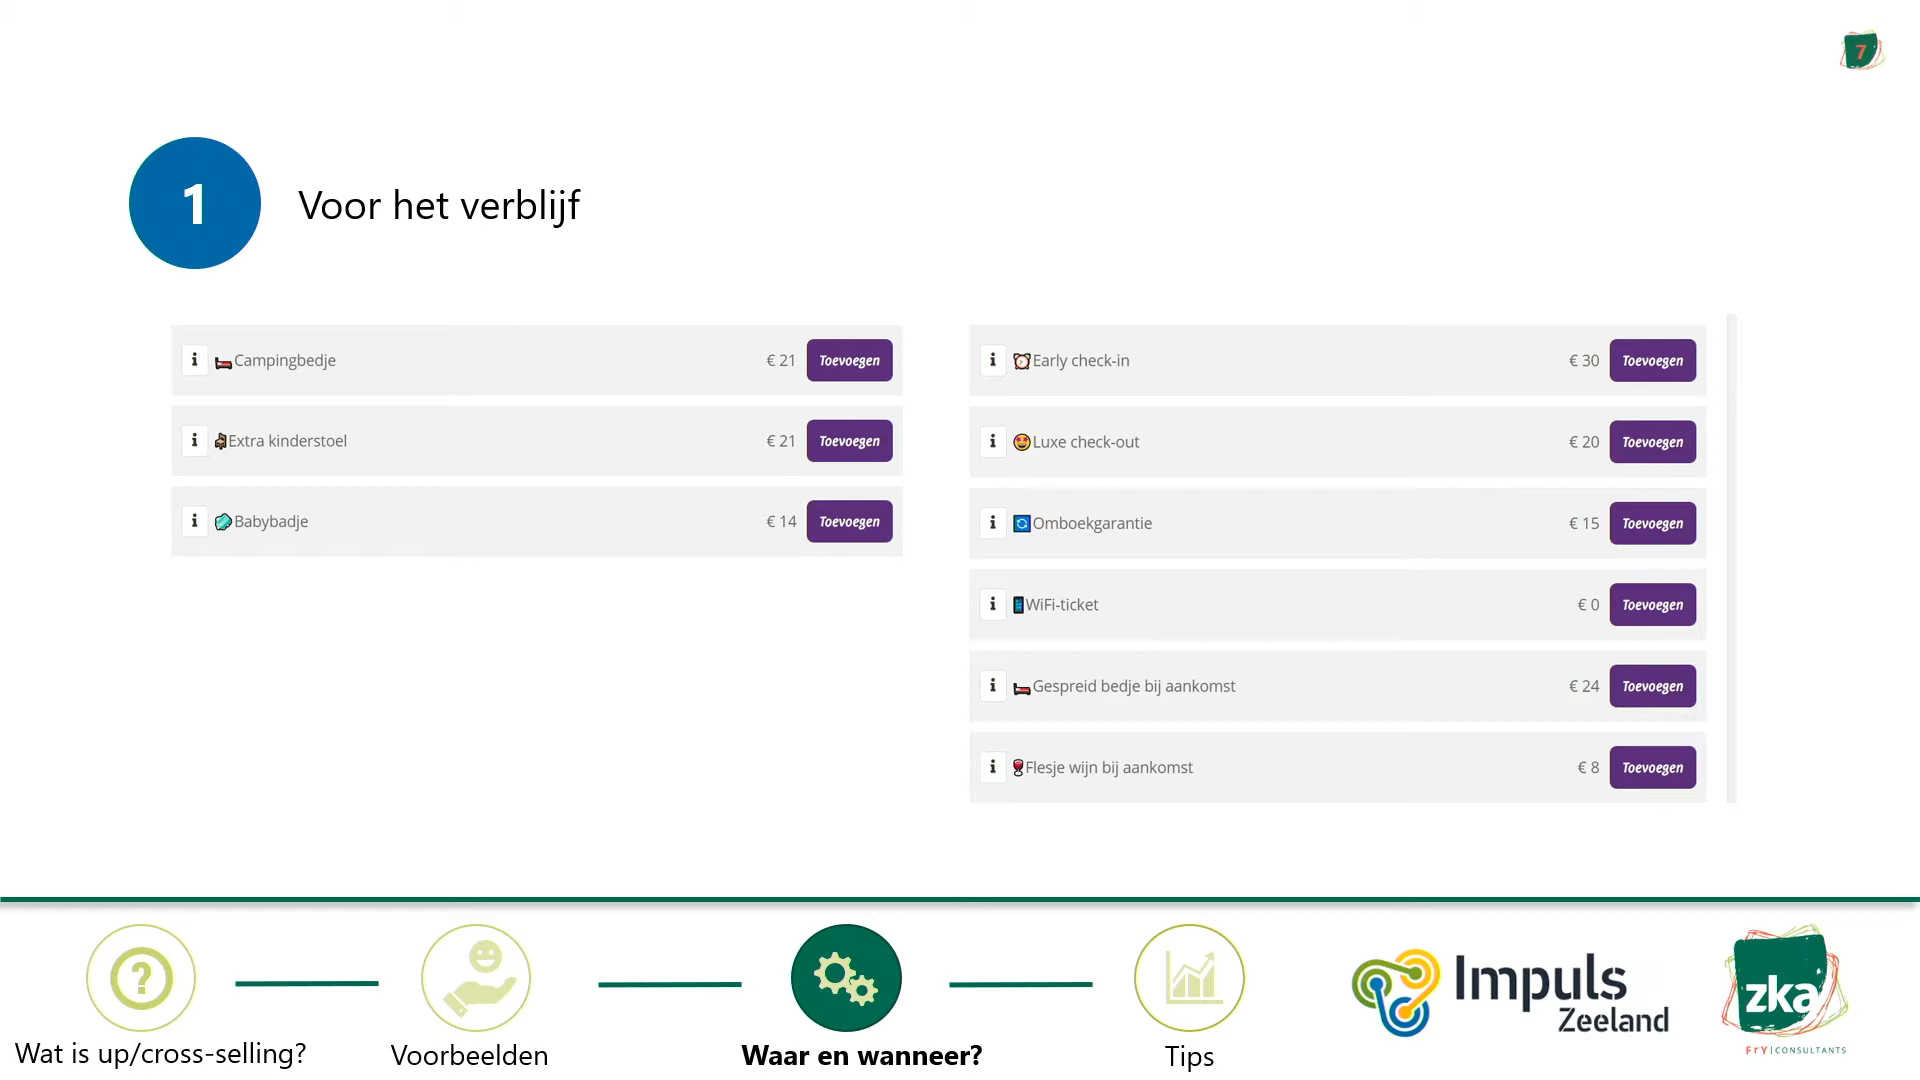 7
1
Voor het verblijf
i Campingbedje € 21 Toevoegen
i Extra kinderstoel € 21 Toevoegen
i Babybadje € 14 Toevoegen
i Early check-in € 30 Toevoegen
i Luxe check-out € 20 Toevoegen
i Omboekgarantie € 15 Toevoegen
i WiFi-ticket € 0 Toevoegen
i Gespreid bedje bij aankomst € 24 Toevoegen
i Flesje wijn bij aankomst € 8 Toevoegen
?
Wat is up/cross-selling?
Voorbeelden
Waar en wanneer?
Tips
Impuls
Zeeland
zka
FrY|CONSULTANTS